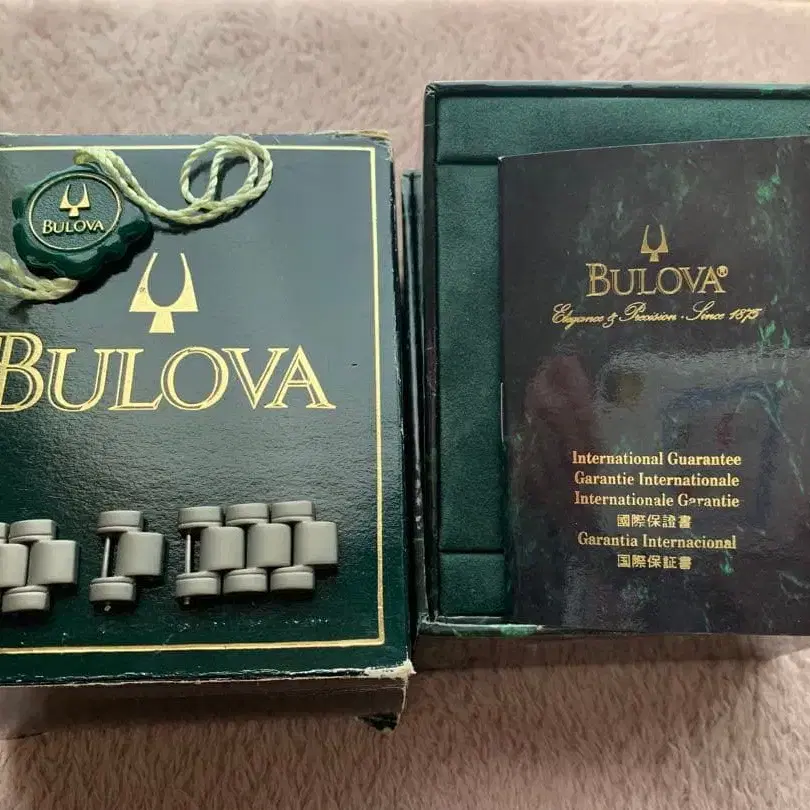 BULOVA
BULOVA
BULOVA®
Elegance & Precision · Since 1875
International Guarantee
Garantie Internationale
Internationale Garantie
國際保證書
Garantia Internacional
国際保証書